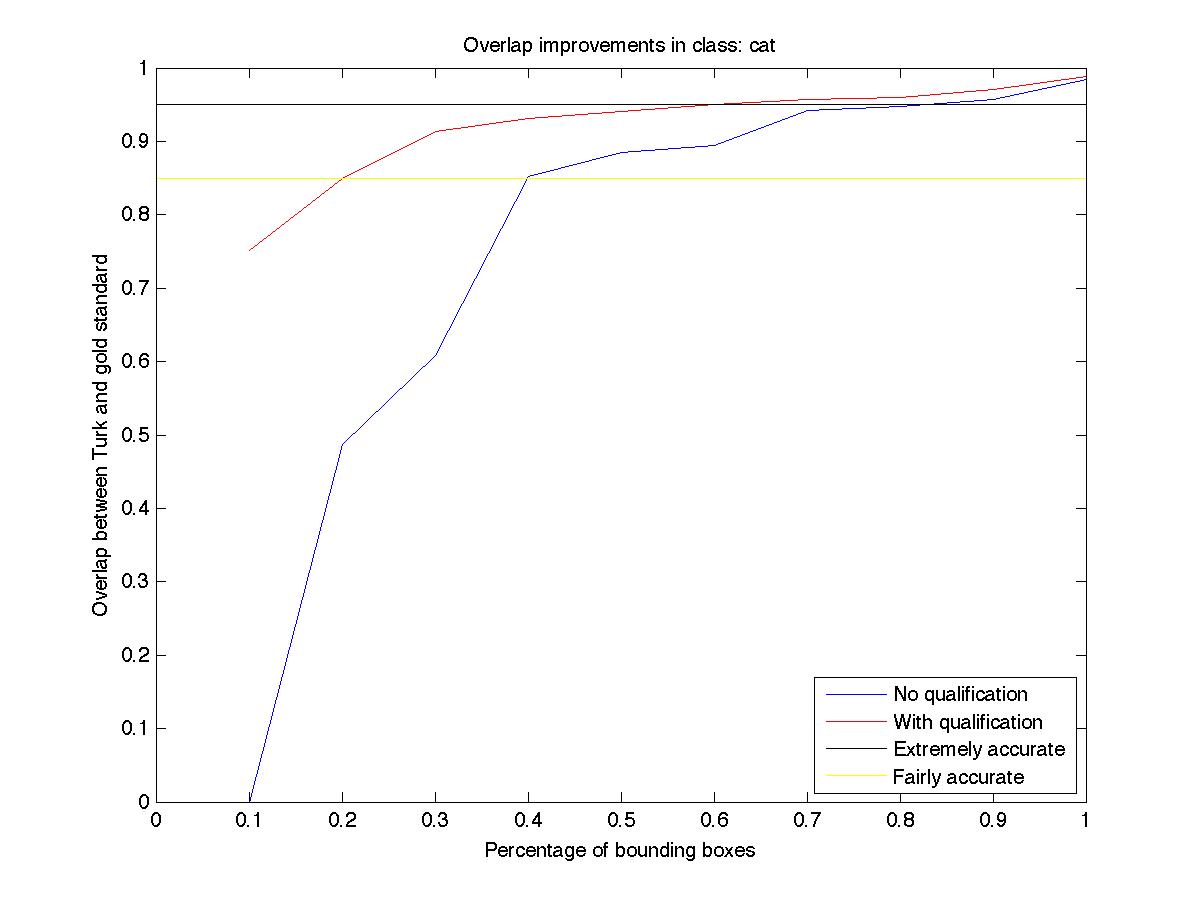 Overlap improvements in class: cat
1
0.9
0.8
0.7
0.6
0.5
0.4
0.3
0.2
0.1
0
Overlap between Turk and gold standard
No qualification
With qualification
Extremely accurate
Fairly accurate
0 0.1 0.2 0.3 0.4 0.5 0.6 0.7 0.8 0.9 1
Percentage of bounding boxes